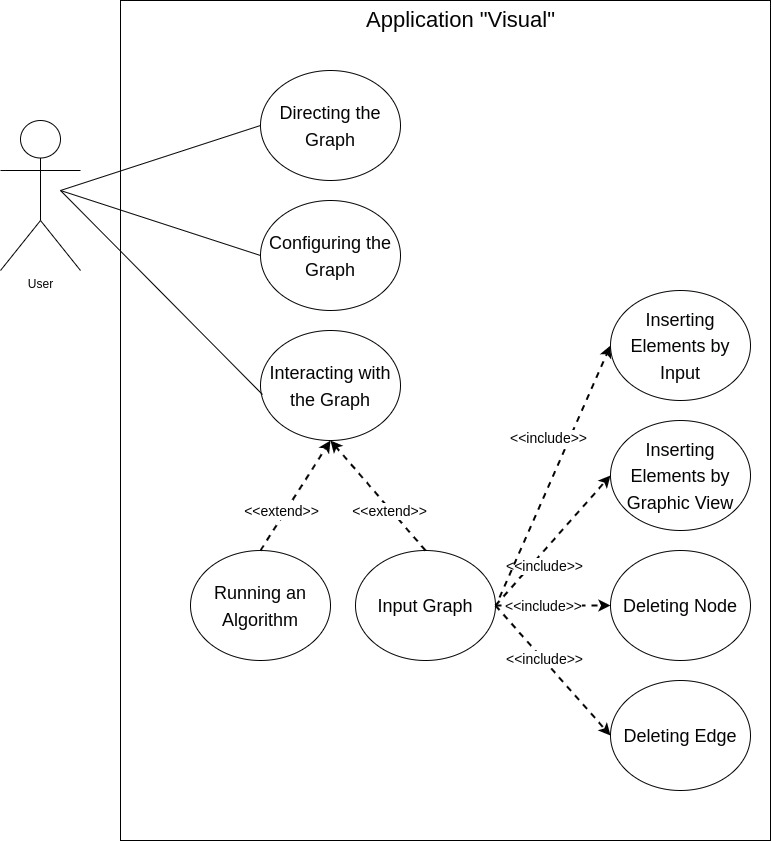 Application "Visual"
Directing the
Graph
User
Configuring the
Graph
Interacting with
the Graph
Inserting
Elements by
Input
<<include>>
Inserting
Elements by
Graphic View
<<extend>>
<<extend>>
<<include>>
Running an
Algorithm
Input Graph
<<include>>
Deleting Node
<<include>>
Deleting Edge